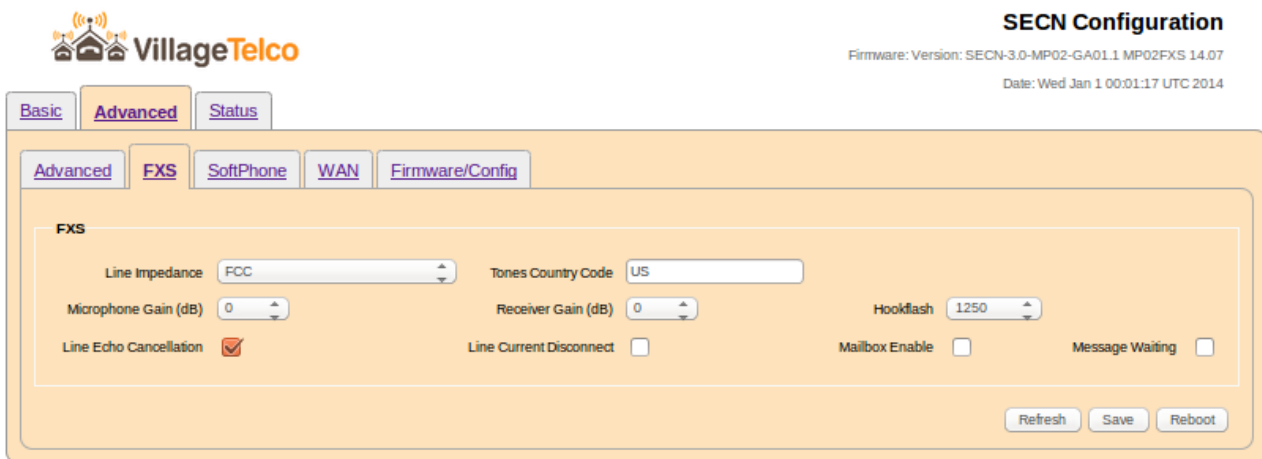 VillageTelco
SECN Configuration
Firmware: Version: SECN-3.0-MP02-GA01.1 MP02FXS 14.07
Date: Wed Jan 1 00:01:17 UTC 2014
Basic Advanced Status
Advanced FXS SoftPhone WAN Firmware/Config
FXS
Line Impedance FCC Tones Country Code US
Microphone Gain (dB) 0 Receiver Gain (dB) 0 Hookflash 1250
Line Echo Cancellation Line Current Disconnect Mailbox Enable Message Waiting
Refresh Save Reboot